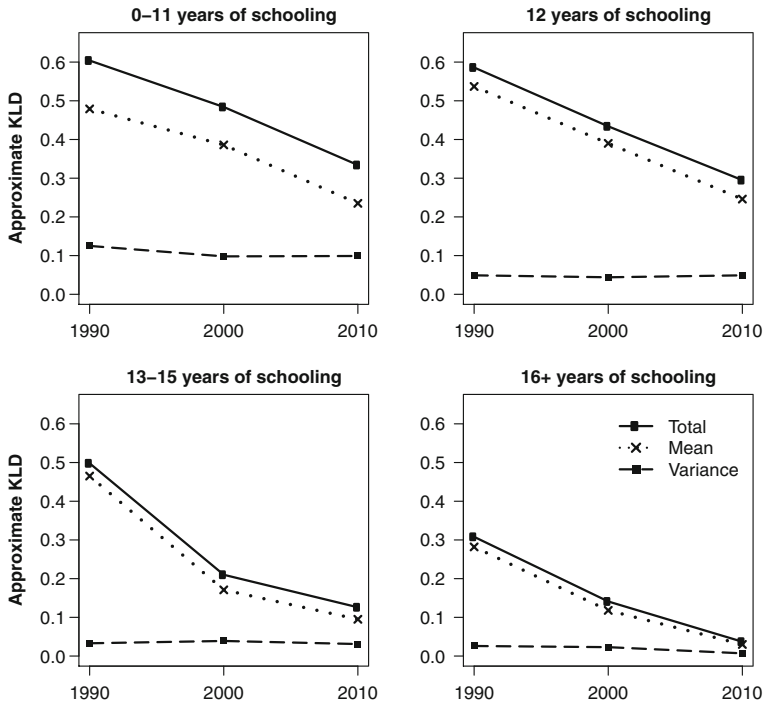 0–11 years of schooling
12 years of schooling
Approximate KLD
0.6
0.5
0.4
0.3
0.2
0.1
0.0
1990 2000 2010
0.6
0.5
0.4
0.3
0.2
0.1
0.0
1990 2000 2010
13–15 years of schooling
16+ years of schooling
Approximate KLD
0.6
0.5
0.4
0.3
0.2
0.1
0.0
1990 2000 2010
0.6
0.5
0.4
0.3
0.2
0.1
0.0
Total
Mean
Variance
1990 2000 2010